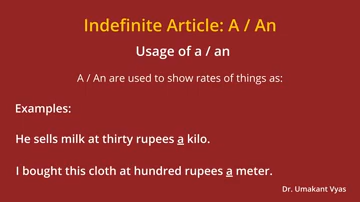 Indefinite Article: A / An
Usage of a / an
A / An are used to show rates of things as:
Examples:
He sells milk at thirty rupees a kilo.
I bought this cloth at hundred rupees a meter.
Dr. Umakant Vyas